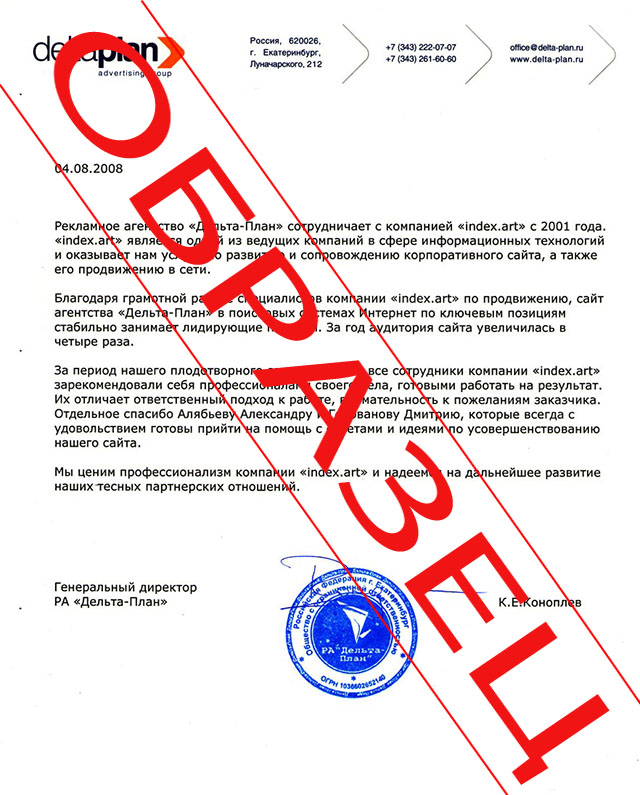 deltaplan
advertising group
Россия, 620026,
г. Екатеринбург,
Луначарского, 212
+7 (343) 222-07-07
+7 (343) 261-60-60
office@delta-plan.ru
www.delta-plan.ru
04.08.2008
Рекламное агентство «Дельта-План» сотрудничает с компанией «index.art» с 2001 года.
«index.art» является одной из ведущих компаний в сфере информационных технологий
и оказывает нам услуги по развитию и сопровождению корпоративного сайта, а также
его продвижению в сети.
Благодаря грамотной работе специалистов компании «index.art» по продвижению, сайт
агентства «Дельта-План» в поисковых системах Интернет по ключевым позициям
стабильно занимает лидирующие позиции. За год аудитория сайта увеличилась в
четыре раза.
За период нашего плодотворного все сотрудники компании «index.art»
зарекомендовали себя профессионалами своего дела, готовыми работать на результат.
Их отличает ответственный подход к работе, внимательность к пожеланиям заказчика.
Отдельное спасибо Алябьеву Александру и Дмитрию, которые всегда с
удовольствием готовы прийти на помощь с советами и идеями по усовершенствованию
нашего сайта.
Мы ценим профессионализм компании «index.art» и надеемся на дальнейшее развитие
наших тесных партнерских отношений.
Генеральный директор
РА «Дельта-План»
К.Е.Коноплев
Российская Федерация г. Екатеринбург
Общество с ограниченной ответственностью
РА"Дельта-
План"
ОГРН 1036602652140
ОБРАЗЕЦ